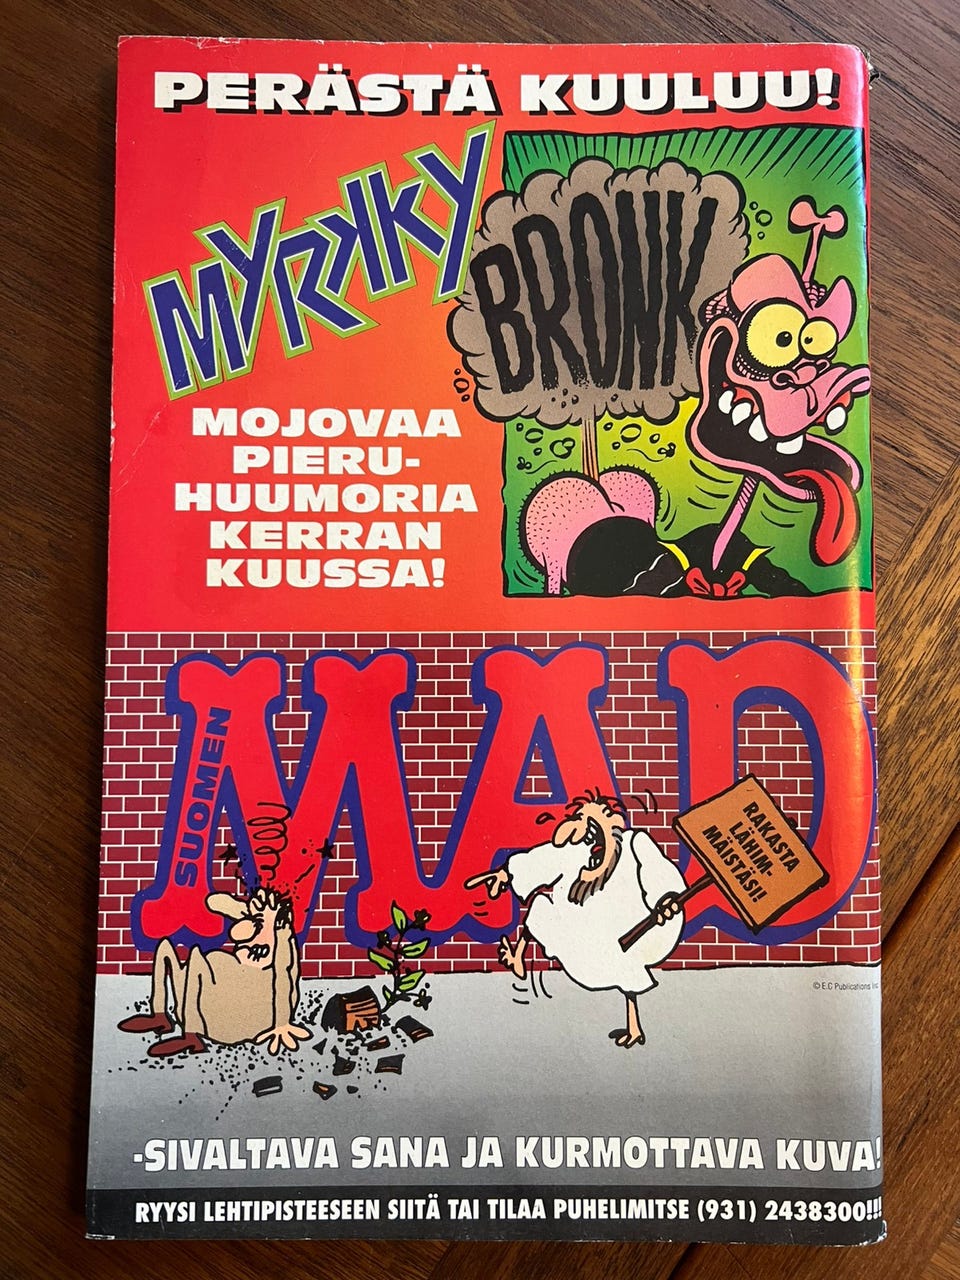 PERÄSTÄ KUULUU!
MYRKKY
BRONK
MOJOVAA
PIERU-
HUUMORIA
KERRAN
KUUSSA!
SUOMEN
MAD
RAKASTA
LÄHIM-
MÄISTÄSI!
© E.C Publications Inc
-SIVALTAVA SANA JA KURMOTTAVA KUVA!
RYYSI LEHTIPISTEESEEN SIITÄ TAI TILAA PUHELIMITSE (931) 2438300!!!